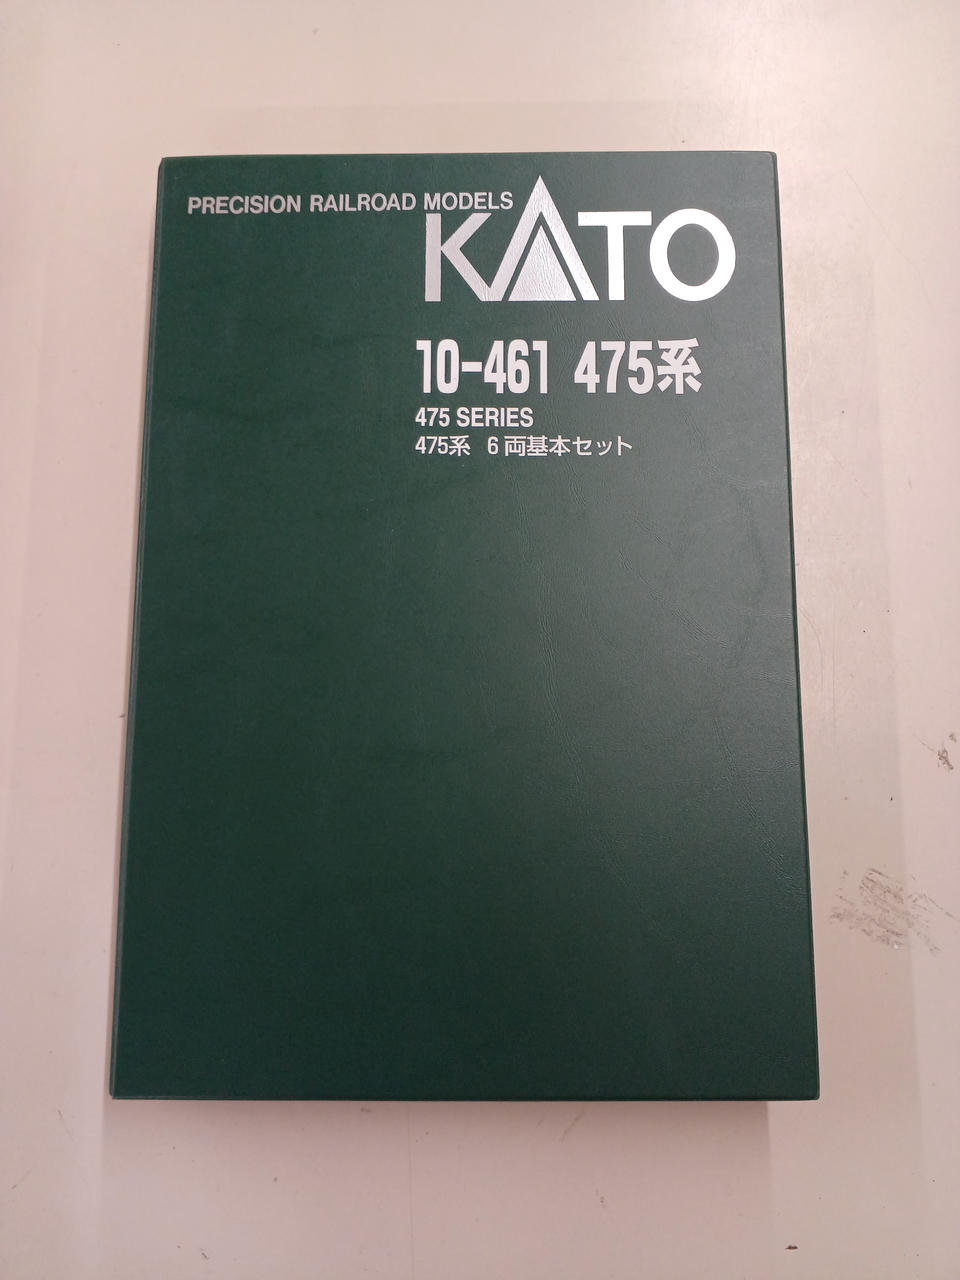 PRECISION RAILROAD MODELS
KATO
10-461 475系
475 SERIES
475系 6両基本セット